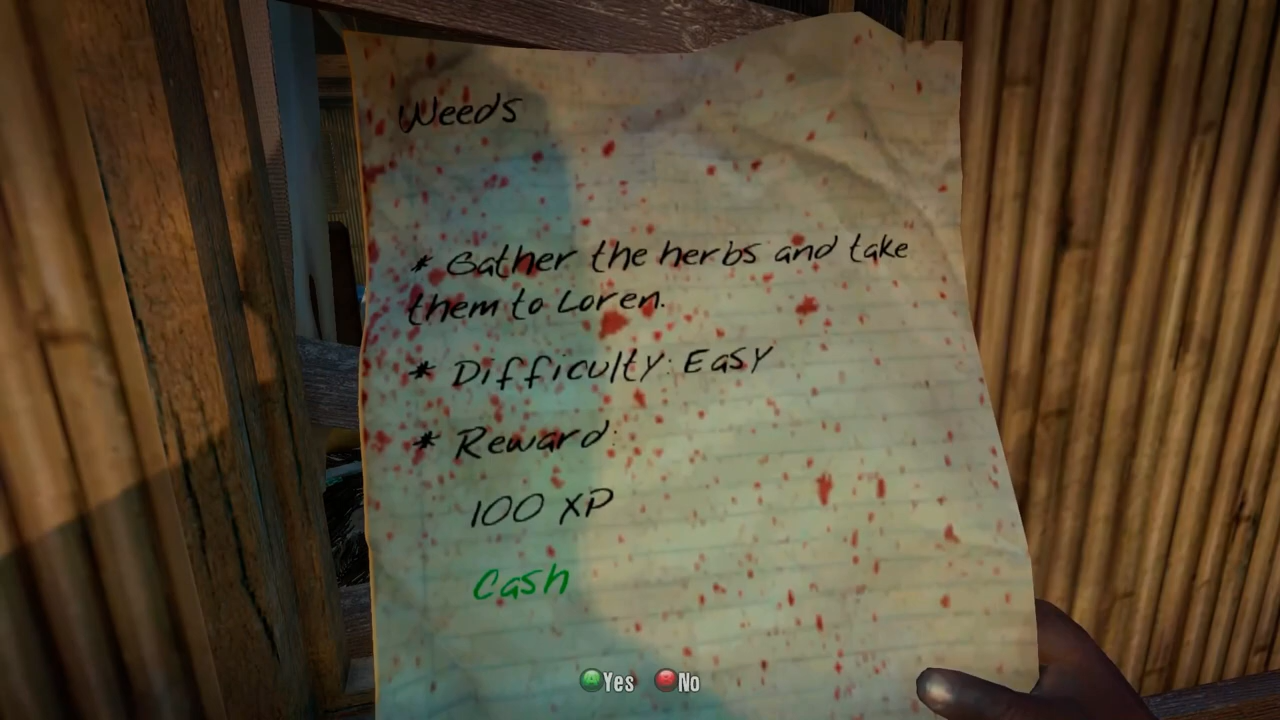 Weeds
* Gather the herbs and take
them to Loren.
* Difficulty: Easy
* Reward:
100 XP
Cash
A Yes B No